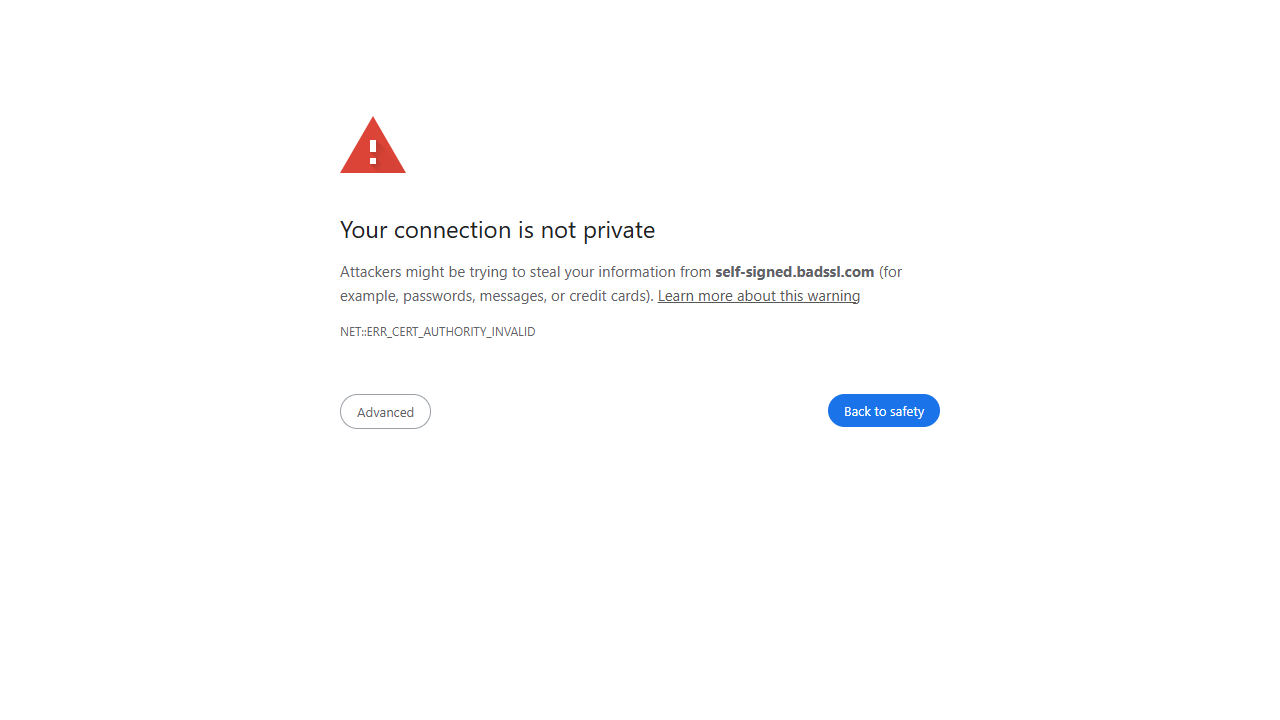 Your connection is not private
Attackers might be trying to steal your information from self-signed.badssl.com (for
example, passwords, messages, or credit cards). Learn more about this warning
NET::ERR_CERT_AUTHORITY_INVALID
Advanced
Back to safety